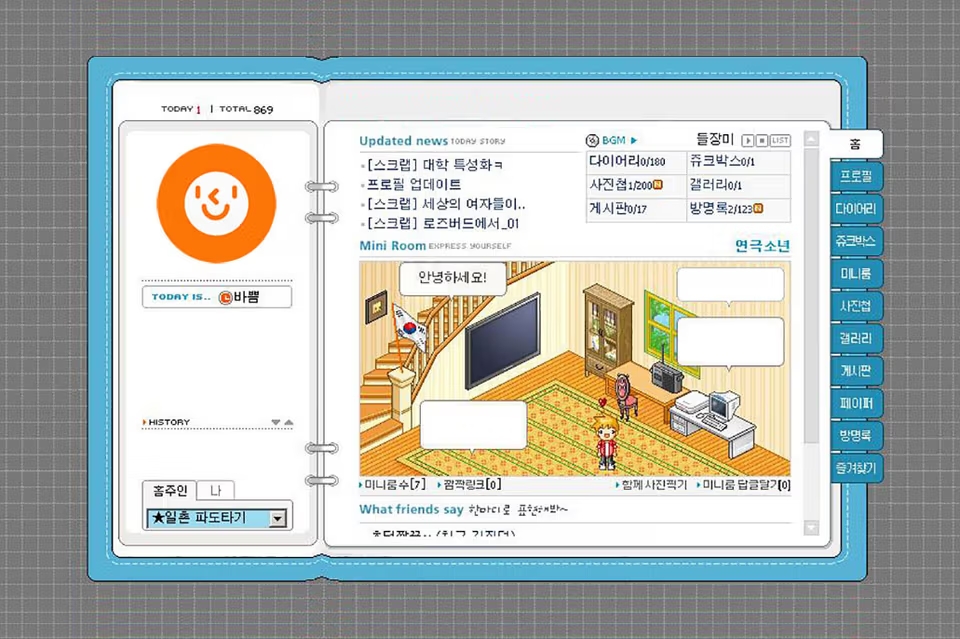 TODAY 1 | TOTAL 869
TODAY IS.. 바쁨
HISTORY
홈주인 나
★일촌 파도타기
Updated news TODAY STORY
[스크랩] 대학 특성화ㅋ
프로필 업데이트
[스크랩] 세상의 여자들이..
[스크랩] 로즈버드에서_01
BGM 들장미 LIST
다이어리0/180 쥬크박스0/1
사진첩1/200 N 갤러리0/1
게시판0/17 방명록2/123 N
Mini Room EXPRESS YOURSELF 연극소년
안녕하세요!
미니룸수[7] 깜짝링크[0] 함께 사진찍기 미니룸 답글달기[0]
What friends say 한마디로 표현해봐~
홈
프로필
다이어리
쥬크박스
미니룸
사진첩
갤러리
게시판
페이퍼
방명록
즐겨찾기